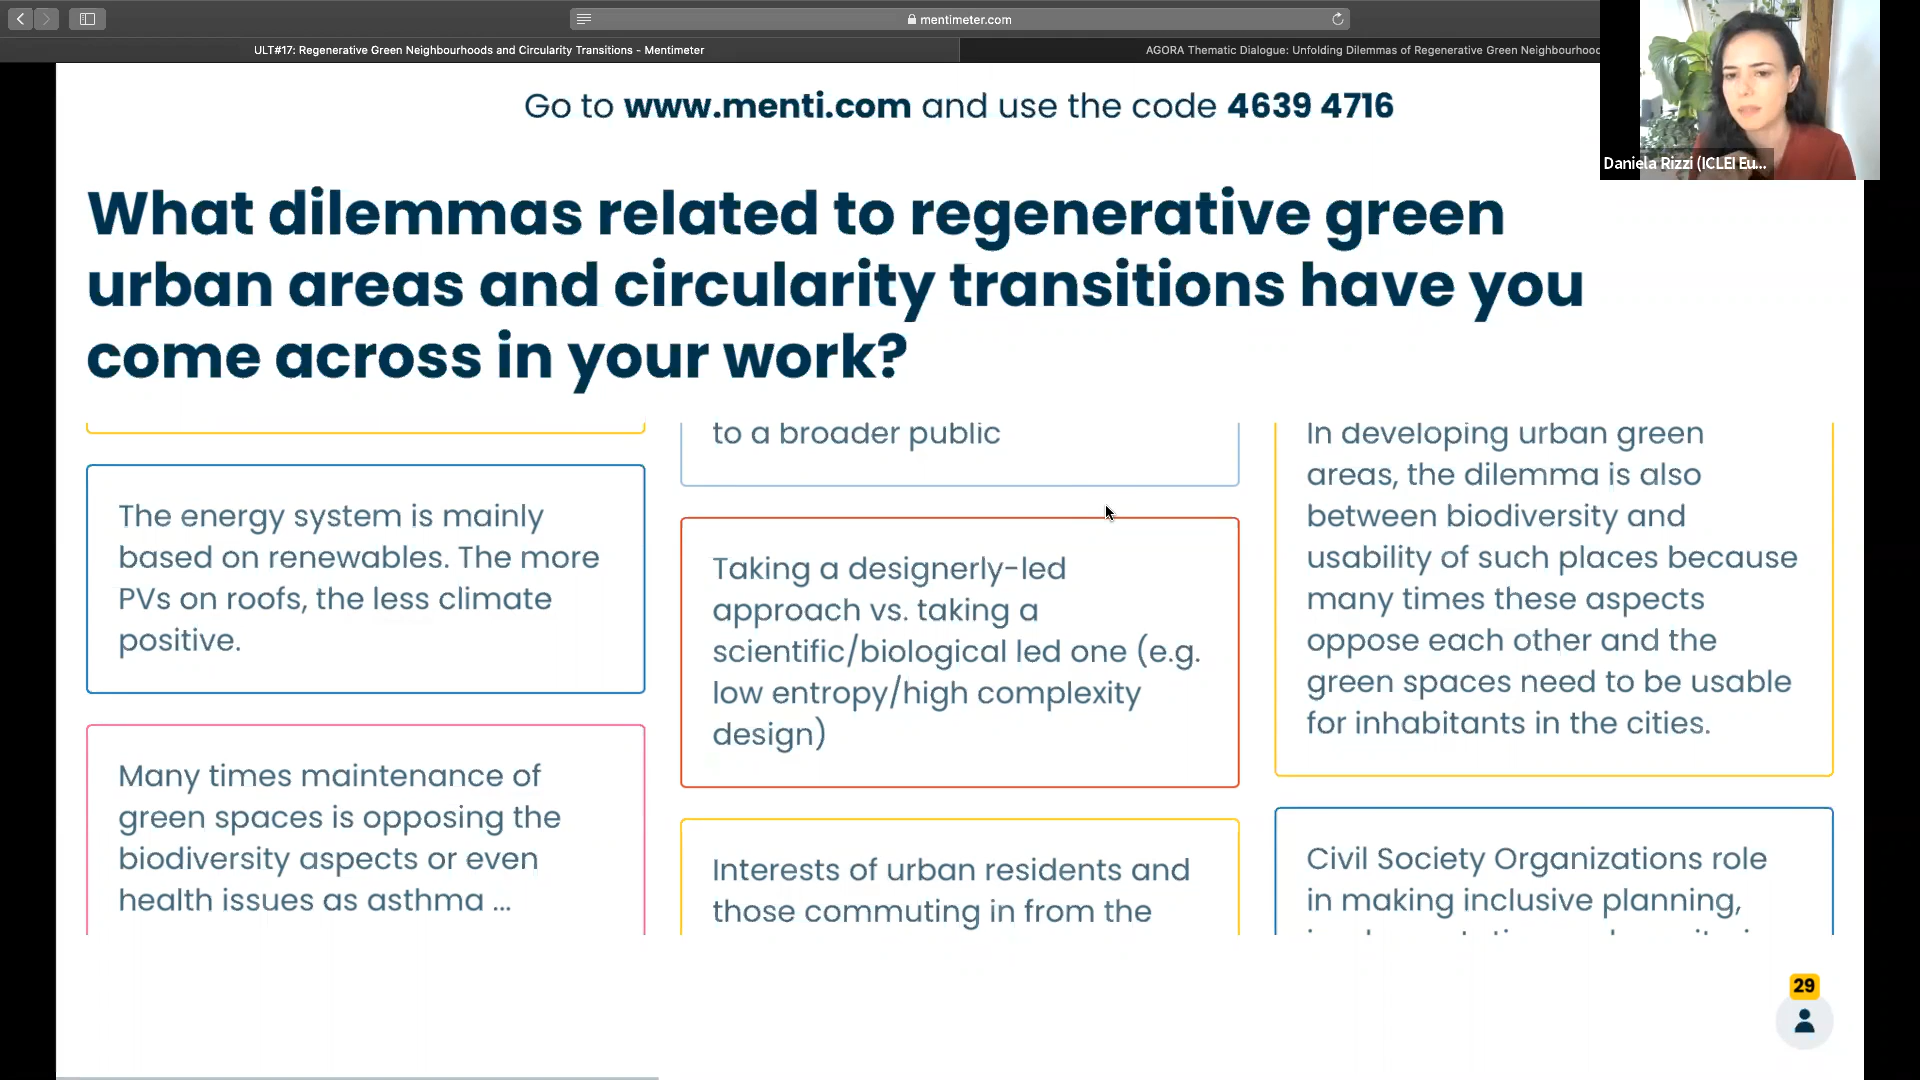 mentimeter.com
ULT#17: Regenerative Green Neighbourhoods and Circularity Transitions - Mentimeter
AGORA Thematic Dialogue: Unfolding Dilemmas of Regenerative Green Neighbourhooc
Daniela Rizzi (ICLEI Eu...
Go to www.menti.com and use the code 4639 4716
What dilemmas related to regenerative green
urban areas and circularity transitions have you
come across in your work?
The energy system is mainly
based on renewables. The more
PVs on roofs, the less climate
positive.
Many times maintenance of
green spaces is opposing the
biodiversity aspects or even
health issues as asthma ...
to a broader public
Taking a designerly-led
approach vs. taking a
scientific/biological led one (e.g.
low entropy/high complexity
design)
Interests of urban residents and
those commuting in from the
In developing urban green
areas, the dilemma is also
between biodiversity and
usability of such places because
many times these aspects
oppose each other and the
green spaces need to be usable
for inhabitants in the cities.
Civil Society Organizations role
in making inclusive planning,
29